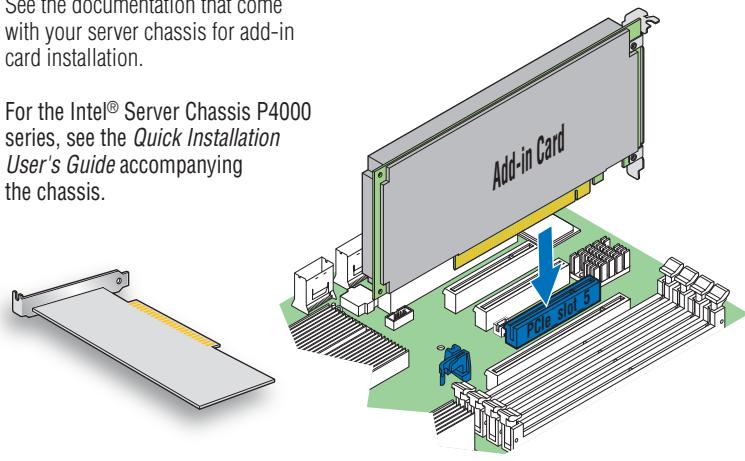 See the documentation that come
with your server chassis for add-in
card installation.
For the Intel® Server Chassis P4000
series, see the Quick Installation
User's Guide accompanying
the chassis.
Add-in Card
PCIe slot 5